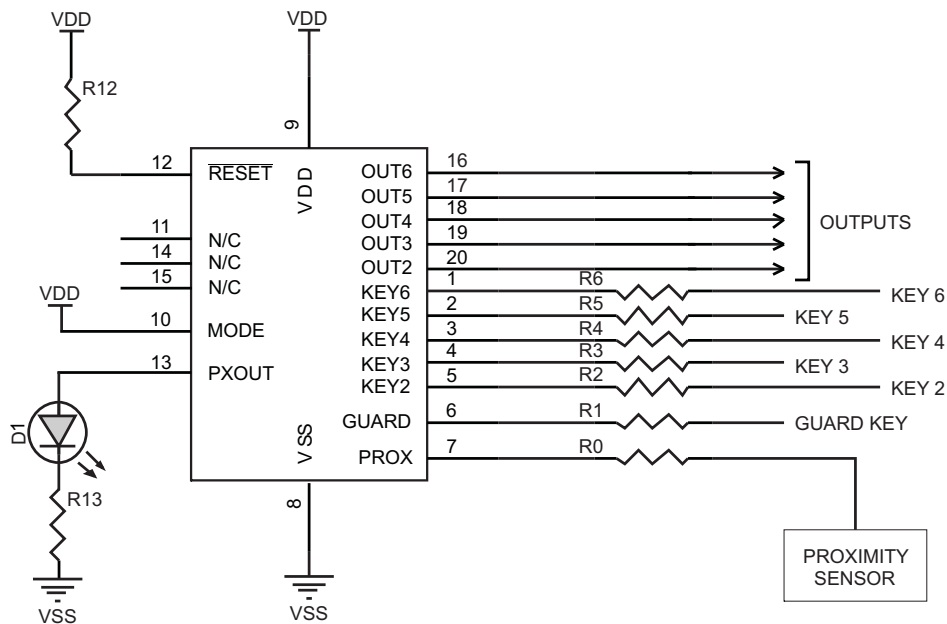 VDD
VDD
R12
9
12
RESET
VDD
OUT6
16
OUT5
17
OUT4
18
OUT3
19
OUT2
20
OUTPUTS
11
N/C
14
N/C
15
N/C
KEY6
1
R6
KEY 6
KEY5
2
R5
KEY 5
VDD
10
MODE
KEY4
3
R4
KEY 4
KEY3
4
R3
KEY 3
13
PXOUT
KEY2
5
R2
KEY 2
GUARD
6
R1
GUARD KEY
D1
VSS
PROX
7
R0
R13
8
PROXIMITY
SENSOR
VSS
VSS